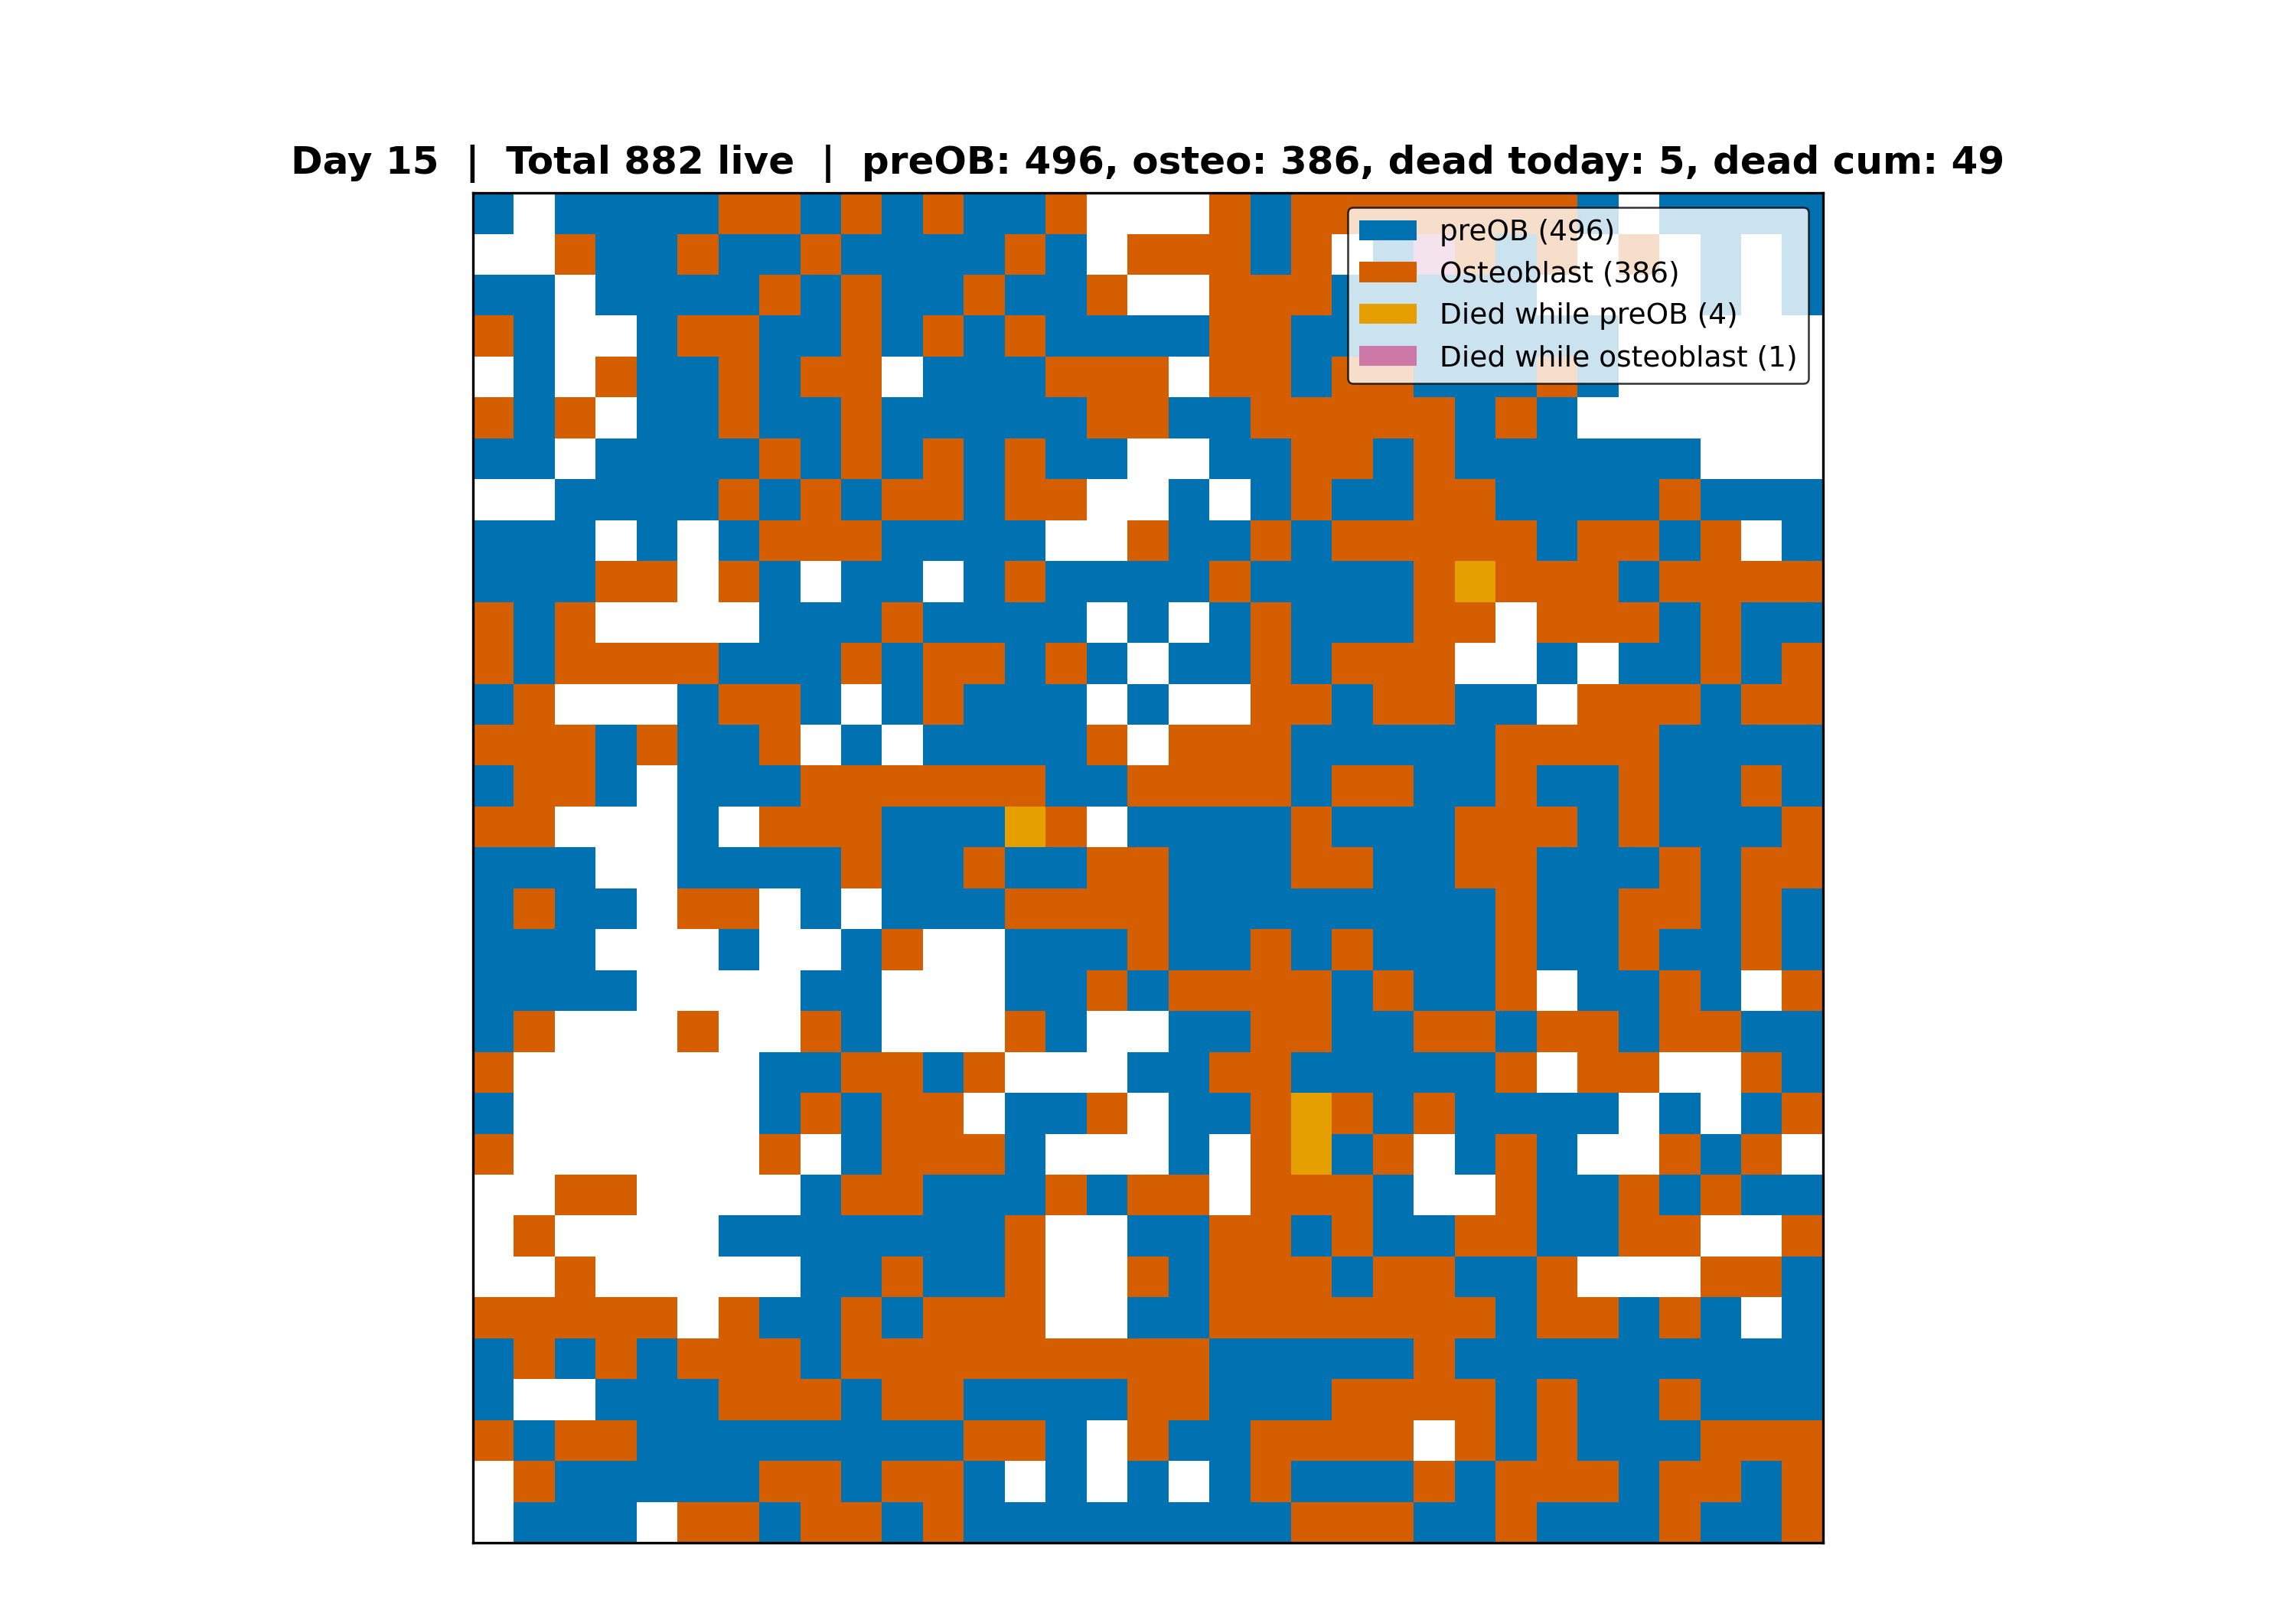 Day 15 | Total 882 live | preOB: 496, osteo: 386, dead today: 5, dead cum: 49
preOB (496)
Osteoblast (386)
Died while preOB (4)
Died while osteoblast (1)